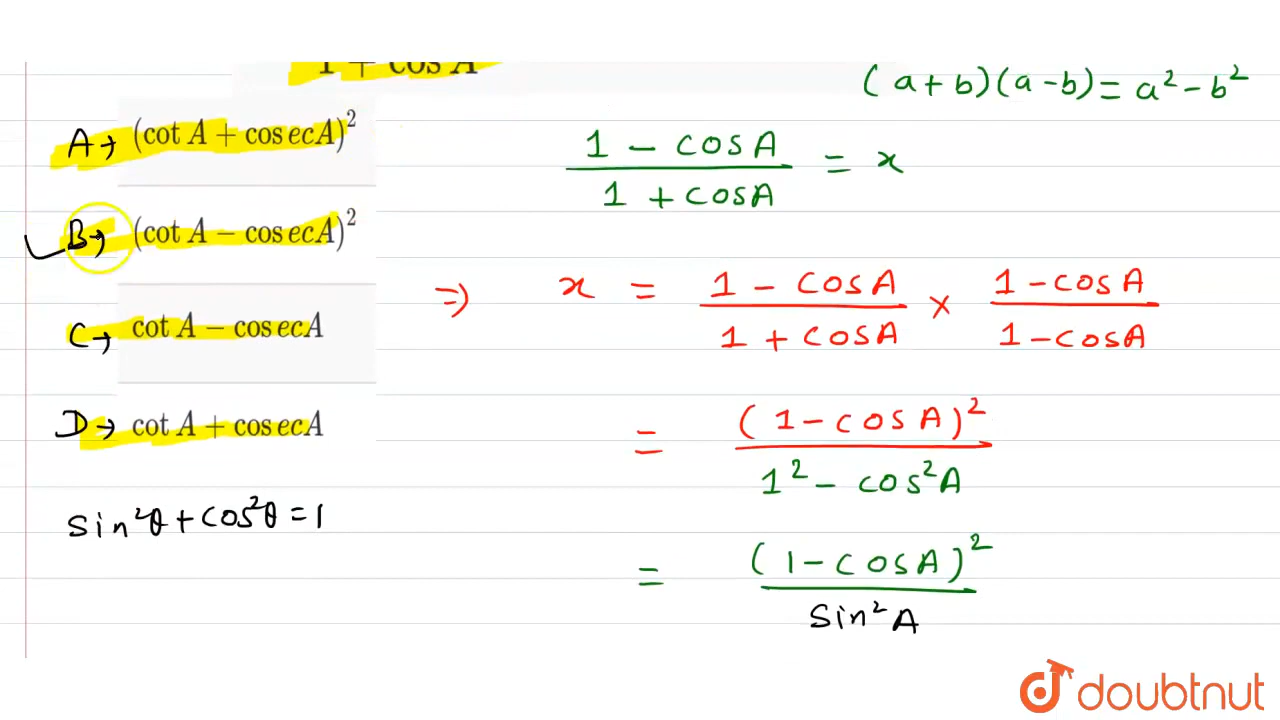 1 + cos A
(a+b)(a-b) = a² - b²
A→ (cot A + cosecA)²
1 - cosA / 1 + cosA = x
B→ (cot A − cosecA)²
⇒ x = 1 - cosA / 1 + cosA × 1 - cosA / 1 - cosA
C→ cot A − cosecA
D→ cot A + cosecA
= (1 - cosA)² / 1² - cos²A
sin²θ + cos²θ = 1
= (1 - cosA)² / sin²A
doubtnut